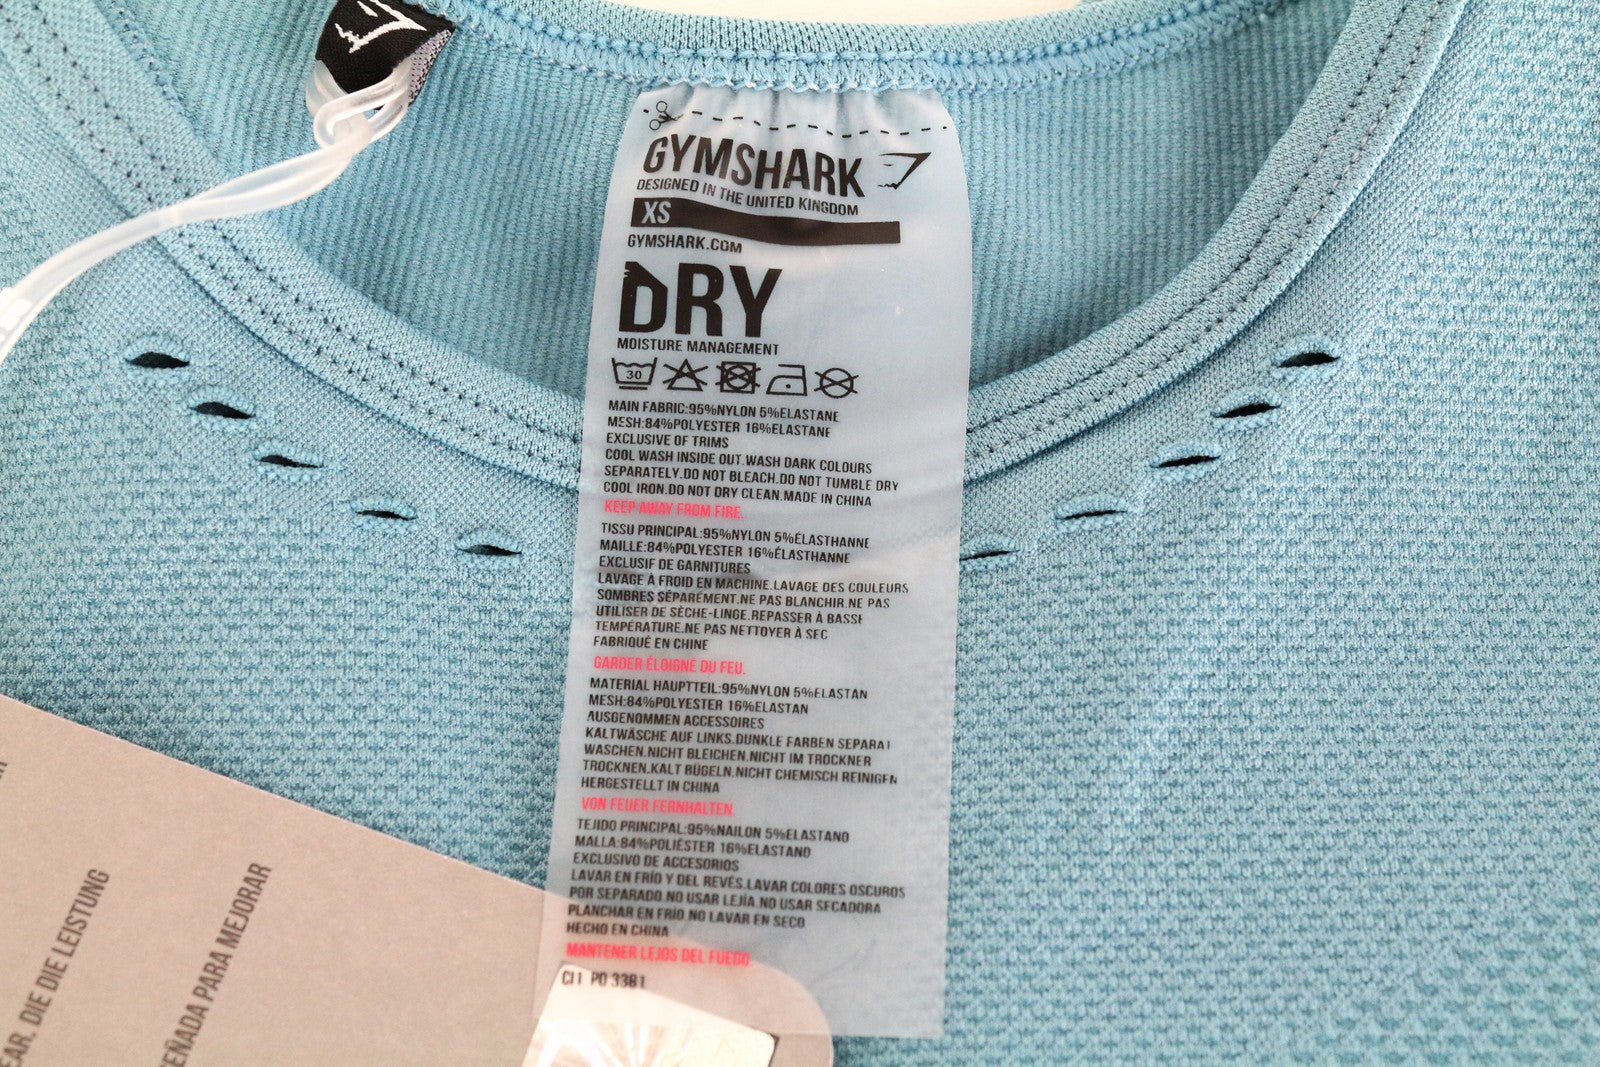 GYMSHARK
DESIGNED IN THE UNITED KINGDOM
XS
GYMSHARK.COM
DRY
MOISTURE MANAGEMENT
30
MAIN FABRIC:95%NYLON 5%ELASTANE
MESH:84%POLYESTER 16%ELASTANE
EXCLUSIVE OF TRIMS
COOL WASH INSIDE OUT.WASH DARK COLOURS
SEPARATELY.DO NOT BLEACH.DO NOT TUMBLE DRY
COOL IRON.DO NOT DRY CLEAN.MADE IN CHINA
KEEP AWAY FROM FIRE.
TISSU PRINCIPAL:95%NYLON 5%ÉLASTHANNE
MAILLE:84%POLYESTER 16%ÉLASTHANNE
EXCLUSIF DE GARNITURES
LAVAGE À FROID EN MACHINE.LAVAGE DES COULEURS
SOMBRES SÉPARÉMENT.NE PAS BLANCHIR.NE PAS
UTILISER DE SÈCHE-LINGE.REPASSER À BASSE
TEMPÉRATURE.NE PAS NETTOYER À SEC
FABRIQUÉ EN CHINE
GARDER ÉLOIGNÉ DU FEU.
MATERIAL HAUPTTEIL:95%NYLON 5%ELASTAN
MESH:84%POLYESTER 16%ELASTAN
AUSGENOMMEN ACCESSOIRES
KALTWÄSCHE AUF LINKS.DUNKLE FARBEN SEPARAT
WASCHEN.NICHT BLEICHEN.NICHT IM TROCKNER
TROCKNEN.KALT BÜGELN.NICHT CHEMISCH REINIGEN
HERGESTELLT IN CHINA
VON FEUER FERNHALTEN.
TEJIDO PRINCIPAL:95%NAILON 5%ELASTANO
MALLA:84%POLIÉSTER 16%ELASTANO
EXCLUSIVO DE ACCESORIOS
LAVAR EN FRÍO Y DEL REVÉS.LAVAR COLORES OSCUROS
POR SEPARADO.NO USAR LEJÍA.NO USAR SECADORA
PLANCHAR EN FRÍO NO LAVAR EN SECO
HECHO EN CHINA
MANTENER LEJOS DEL FUEGO.
CI1 PO 3381
EAR. DIE DIE LEISTUNG
EÑADA PARA MEJORAR